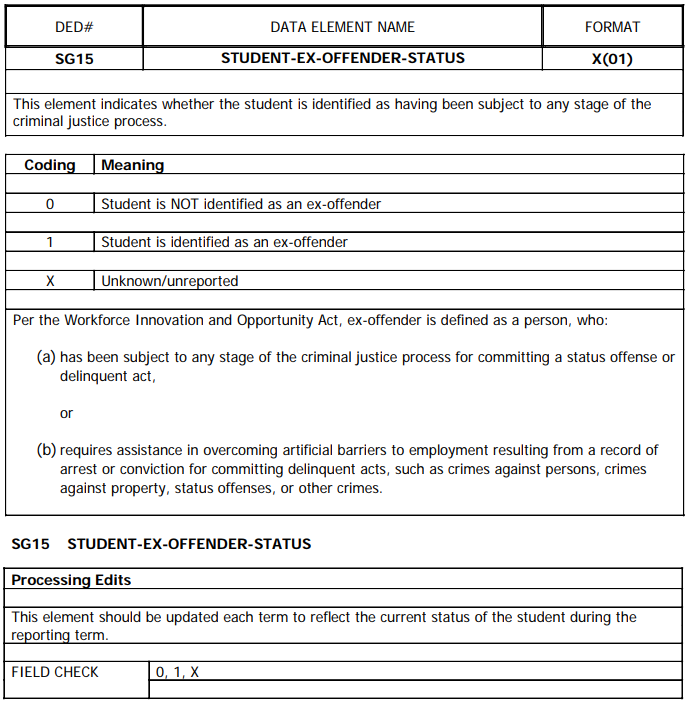 DED# DATA ELEMENT NAME FORMAT
SG15 STUDENT-EX-OFFENDER-STATUS X(01)
This element indicates whether the student is identified as having been subject to any stage of the
criminal justice process.
Coding Meaning
0 Student is NOT identified as an ex-offender
1 Student is identified as an ex-offender
X Unknown/unreported
Per the Workforce Innovation and Opportunity Act, ex-offender is defined as a person, who:
(a) has been subject to any stage of the criminal justice process for committing a status offense or
delinquent act,
or
(b) requires assistance in overcoming artificial barriers to employment resulting from a record of
arrest or conviction for committing delinquent acts, such as crimes against persons, crimes
against property, status offenses, or other crimes.
SG15 STUDENT-EX-OFFENDER-STATUS
Processing Edits
This element should be updated each term to reflect the current status of the student during the
reporting term.
FIELD CHECK 0, 1, X